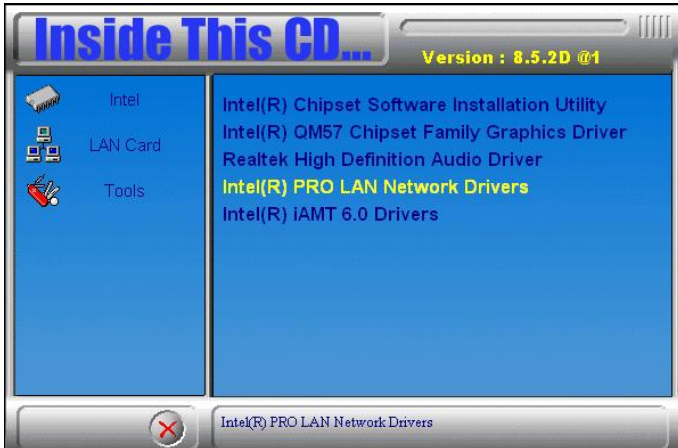 Inside This CD...
Version : 8.5.2D @1
Intel
LAN Card
Tools
Intel(R) Chipset Software Installation Utility
Intel(R) QM57 Chipset Family Graphics Driver
Realtek High Definition Audio Driver
Intel(R) PRO LAN Network Drivers
Intel(R) iAMT 6.0 Drivers
Intel(R) PRO LAN Network Drivers